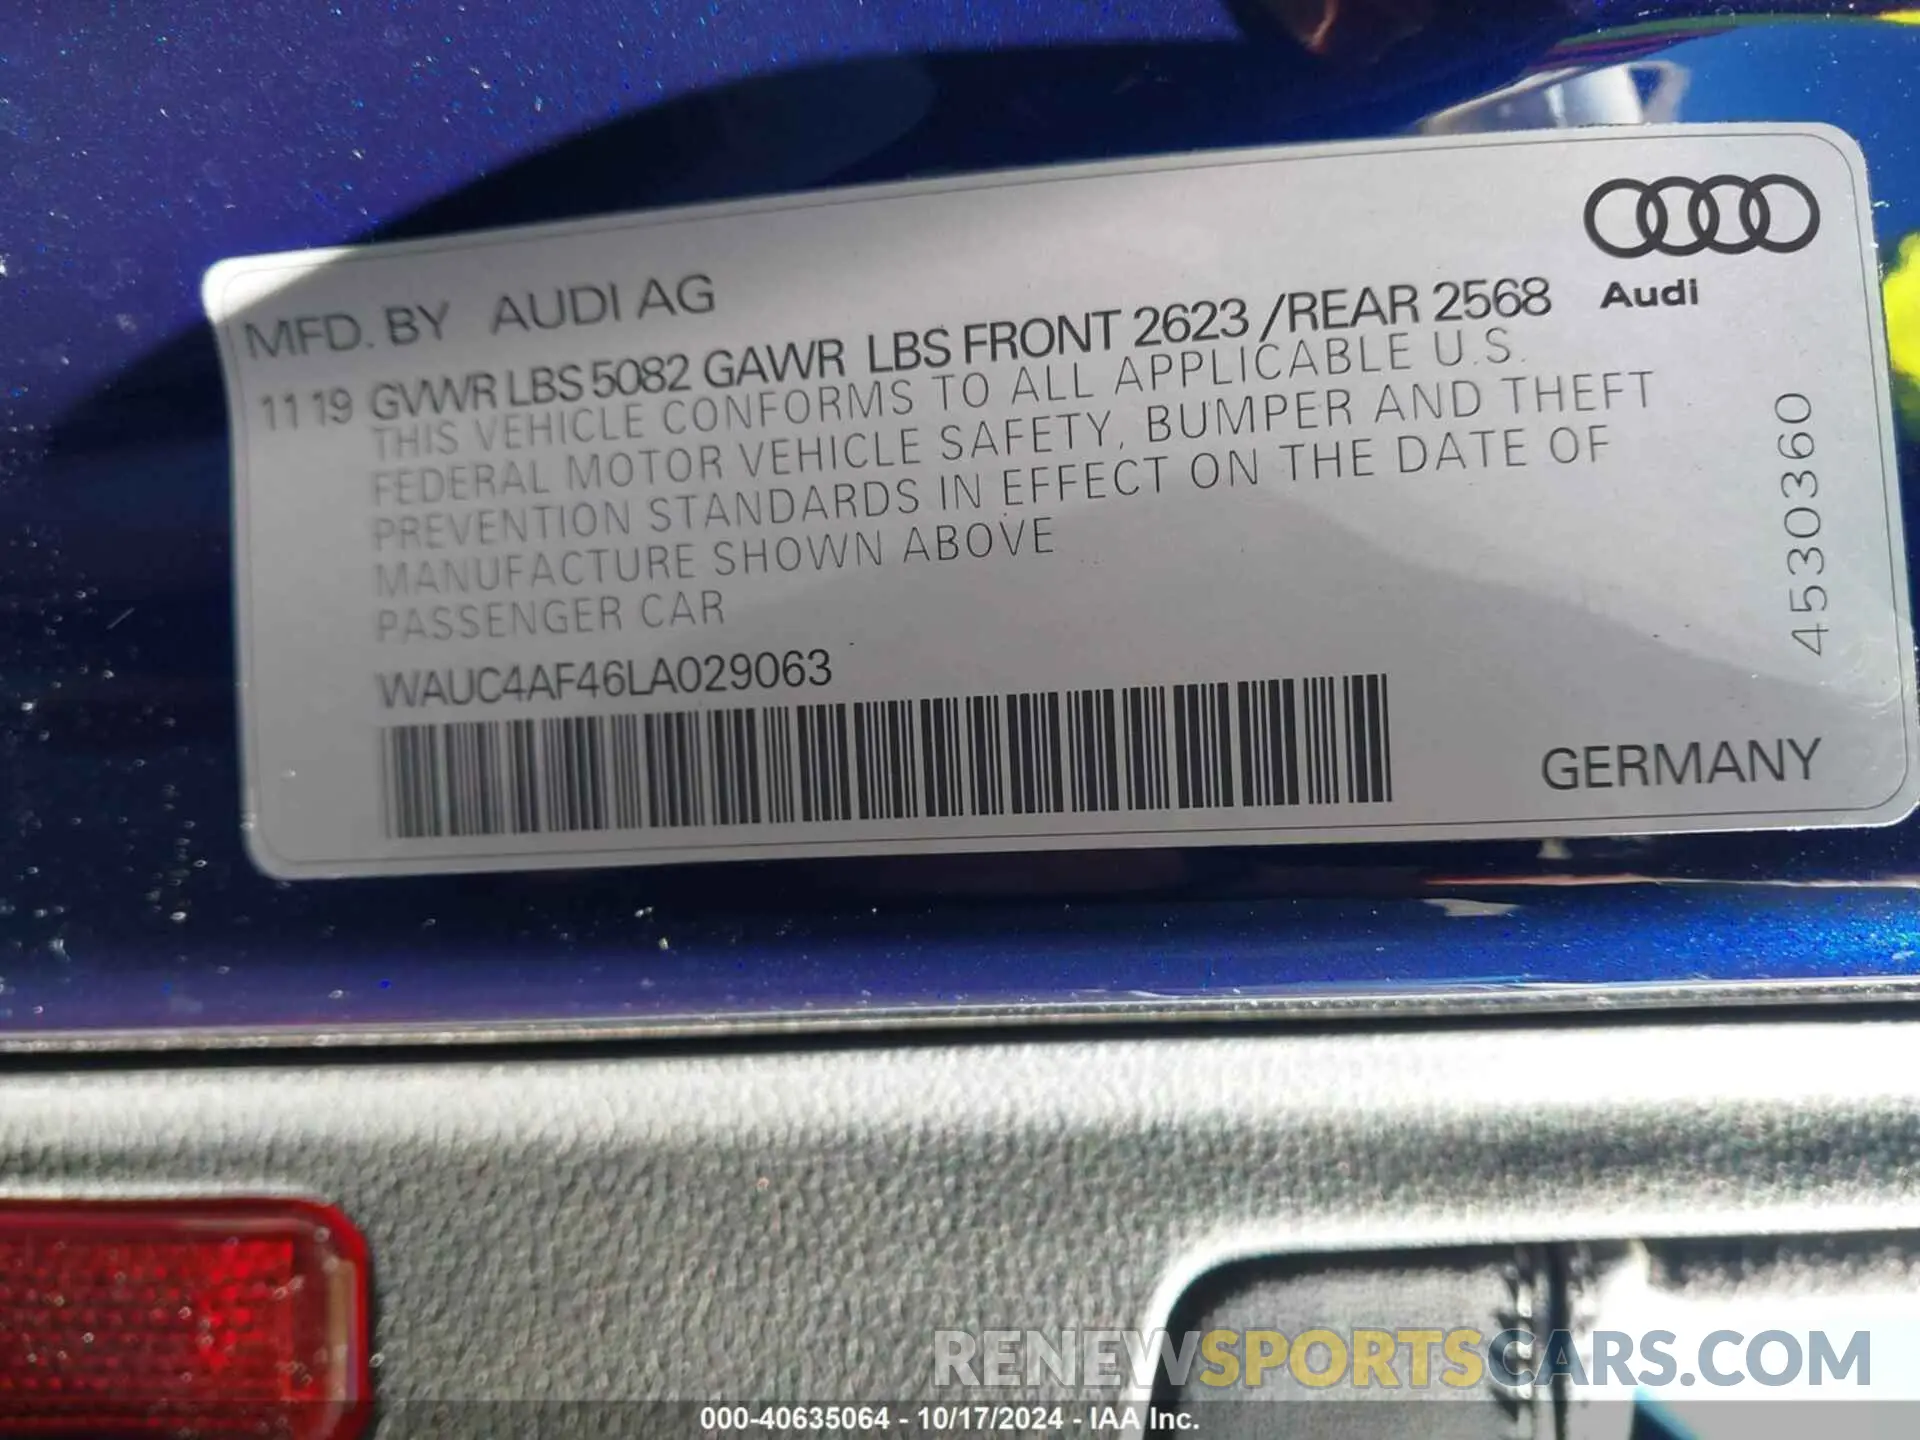 MFD. BY AUDI AG
11 19 GVWR LBS 5082 GAWR LBS FRONT 2623 /REAR 2568
Audi
THIS VEHICLE CONFORMS TO ALL APPLICABLE U.S.
FEDERAL MOTOR VEHICLE SAFETY, BUMPER AND THEFT
PREVENTION STANDARDS IN EFFECT ON THE DATE OF
MANUFACTURE SHOWN ABOVE
PASSENGER CAR
WAUC4AF46LA029063
4530360
GERMANY
RENEWSPORTSCARS.COM
000-40635064 - 10/17/2024 - IAA Inc.